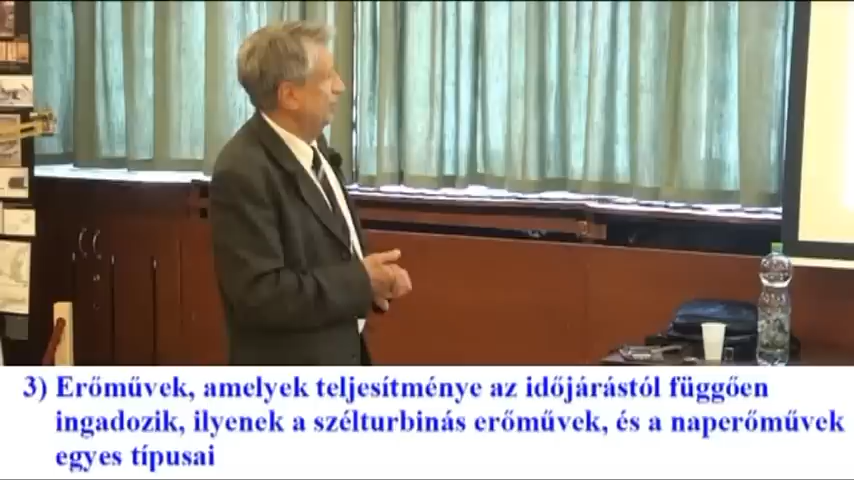 3) Erőművek, amelyek teljesítménye az időjárástól függően
ingadozik, ilyenek a szélturbinás erőművek, és a naperőművek
egyes típusai